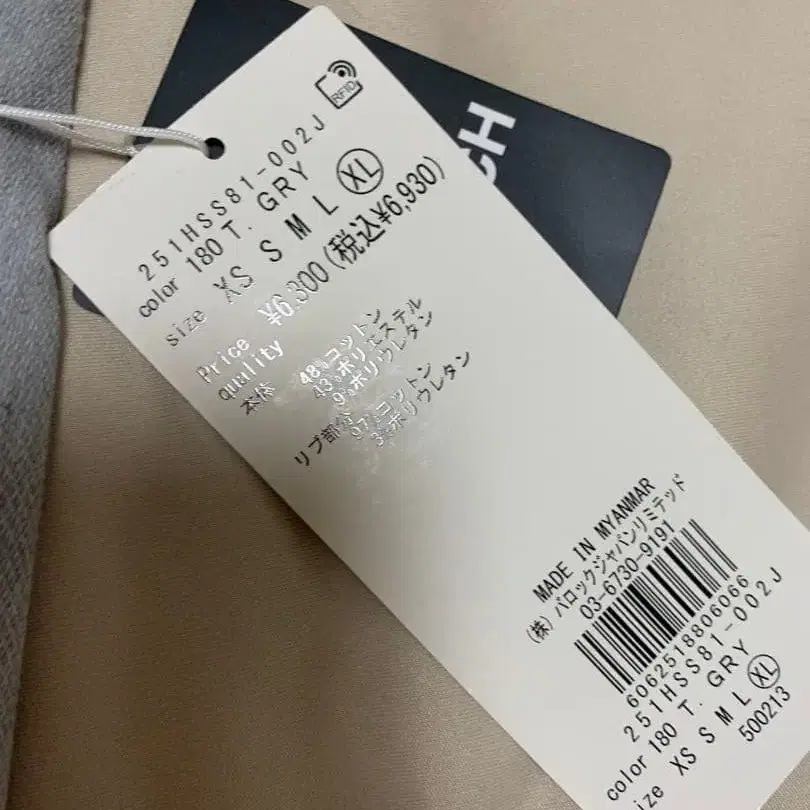 RFID
CH
251HSS81-002J
color 180 T. GRY
size XS S M L XL
Price ¥6,300(税込¥6,930)
quality
本体 48%コットン
43%ポリエステル
9%ポリウレタン
リブ部分 97%コットン
3%ポリウレタン
MADE IN MYANMAR
(株)バロックジャパンリミテッド
03-6730-9191
6062518806066
251HSS81-002J
color 180 T. GRY
size XS S M L XL
500213